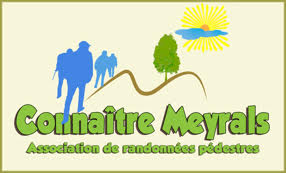 Connaître Meyrals
Association de randonnées pédestres